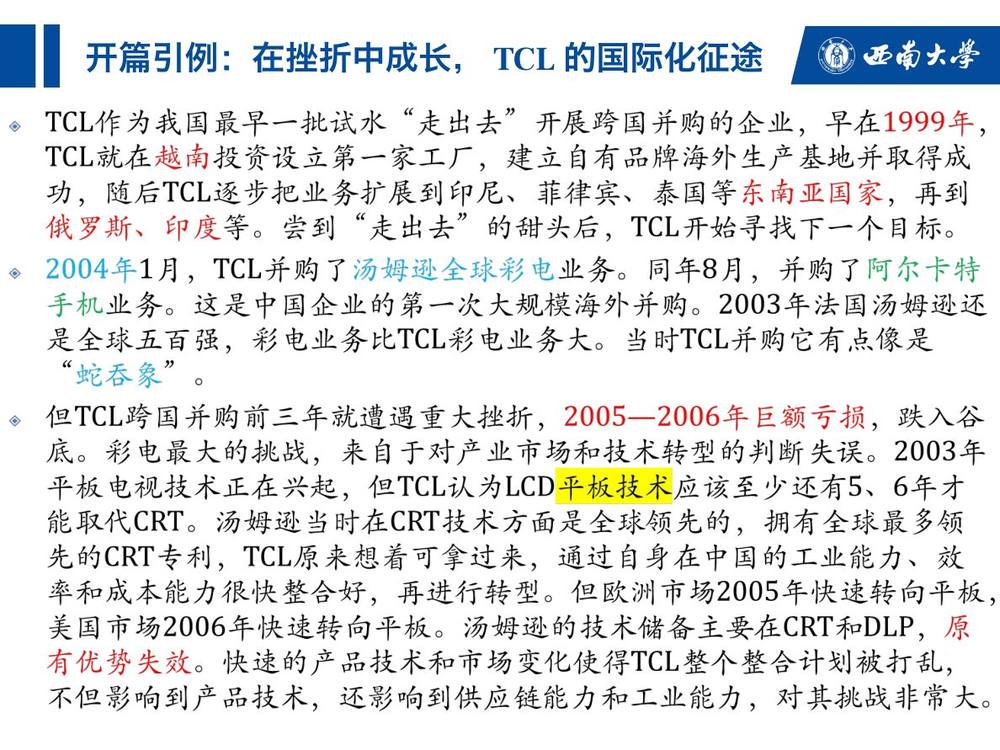 开篇引例：在挫折中成长， TCL 的国际化征途
西南大学
TCL作为我国最早一批试水“走出去”开展跨国并购的企业，早在1999年，
TCL就在越南投资设立第一家工厂，建立自有品牌海外生产基地并取得成
功，随后TCL逐步把业务扩展到印尼、菲律宾、泰国等东南亚国家，再到
俄罗斯、印度等。尝到“走出去”的甜头后，TCL开始寻找下一个目标。
2004年1月，TCL并购了汤姆逊全球彩电业务。同年8月，并购了阿尔卡特
手机业务。这是中国企业的第一次大规模海外并购。2003年法国汤姆逊还
是全球五百强，彩电业务比TCL彩电业务大。当时TCL并购它有点像是
“蛇吞象”。
但TCL跨国并购前三年就遭遇重大挫折，2005—2006年巨额亏损，跌入谷
底。彩电最大的挑战，来自于对产业市场和技术转型的判断失误。2003年
平板电视技术正在兴起，但TCL认为LCD平板技术应该至少还有5、6年才
能取代CRT。汤姆逊当时在CRT技术方面是全球领先的，拥有全球最多领
先的CRT专利，TCL原来想着可拿过来，通过自身在中国的工业能力、效
率和成本能力很快整合好，再进行转型。但欧洲市场2005年快速转向平板，
美国市场2006年快速转向平板。汤姆逊的技术储备主要在CRT和DLP，原
有优势失效。快速的产品技术和市场变化使得TCL整个整合计划被打乱，
不但影响到产品技术，还影响到供应链能力和工业能力，对其挑战非常大。